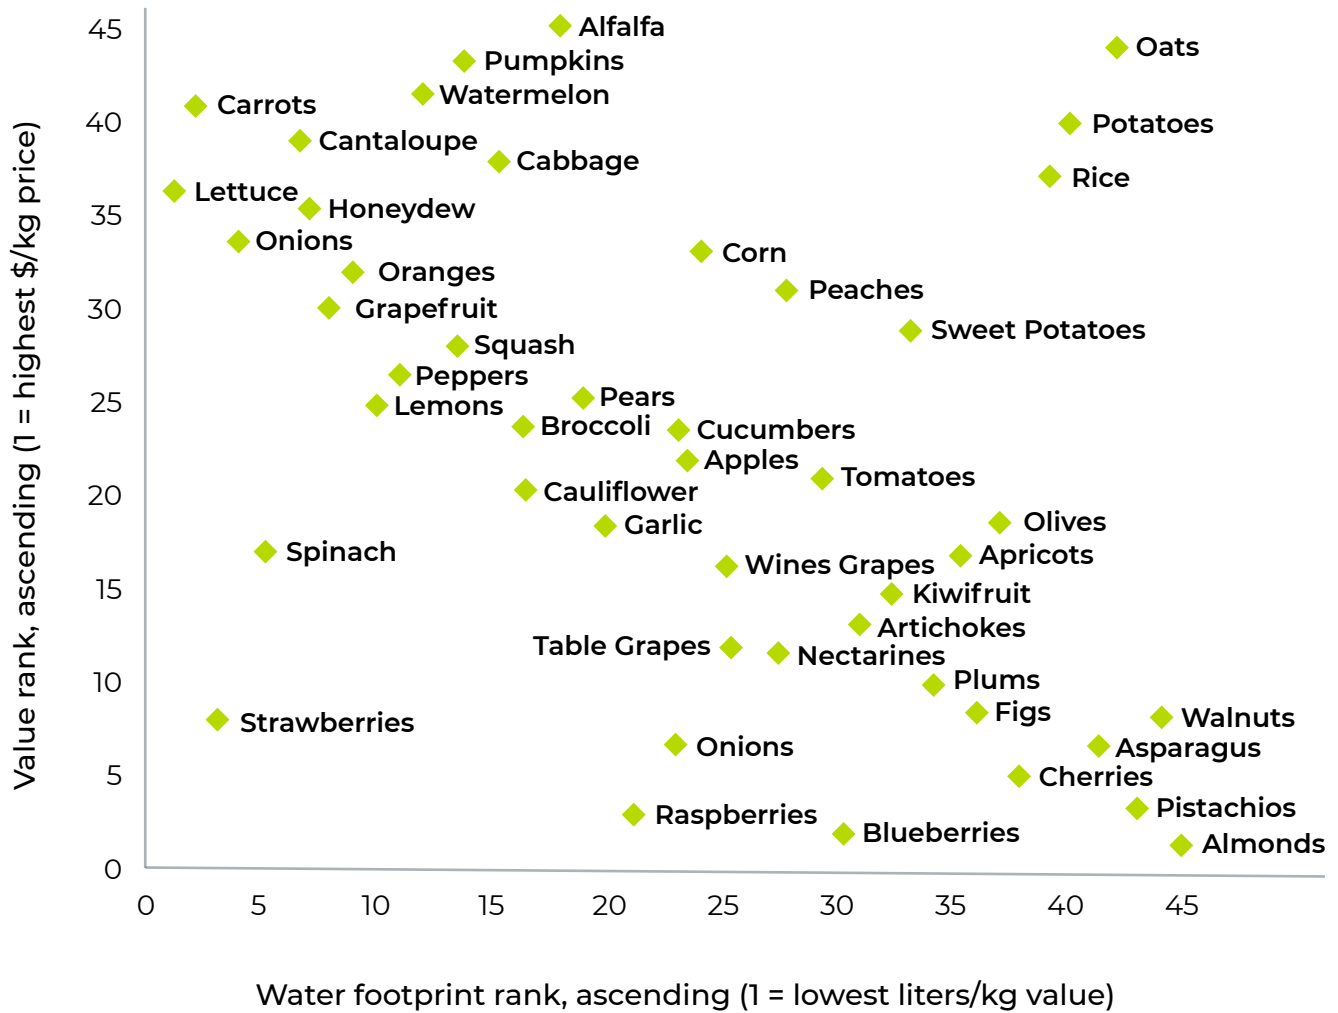 45
Alfalfa
Oats
Pumpkins
Watermelon
Carrots
40
Potatoes
Cantaloupe
Cabbage
Rice
Lettuce
Honeydew
35
Onions
Corn
Oranges
Peaches
30
Grapefruit
Sweet Potatoes
Squash
Peppers
25
Lemons
Pears
Broccoli
Cucumbers
Apples
Tomatoes
20
Cauliflower
Garlic
Olives
Spinach
Apricots
Wines Grapes
15
Kiwifruit
Artichokes
Table Grapes
Nectarines
10
Plums
Strawberries
Figs
Walnuts
Onions
Asparagus
5
Cherries
Raspberries
Pistachios
Blueberries
Almonds
0
0 5 10 15 20 25 30 35 40 45
Value rank, ascending (1 = highest $/kg price)
Water footprint rank, ascending (1 = lowest liters/kg value)